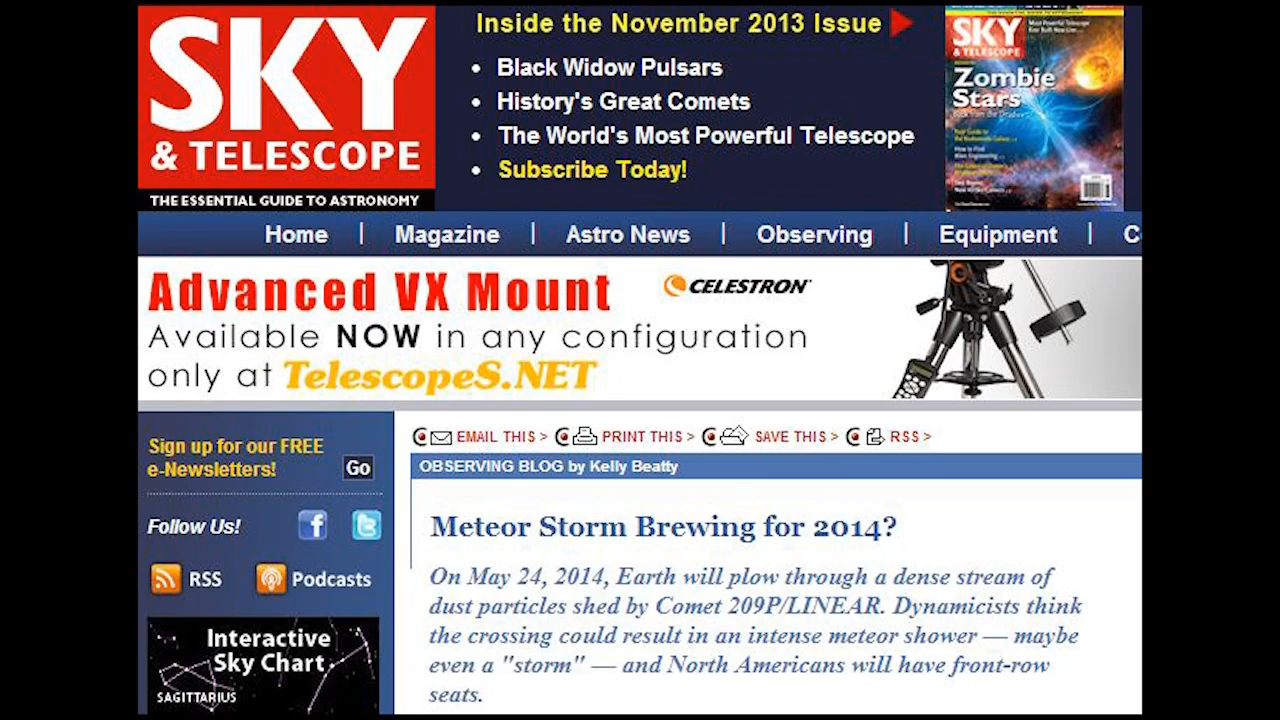 SKY
& TELESCOPE
THE ESSENTIAL GUIDE TO ASTRONOMY
Inside the November 2013 Issue
• Black Widow Pulsars
• History's Great Comets
• The World's Most Powerful Telescope
• Subscribe Today!
SKY
& TELESCOPE
Zombie
Stars
Home | Magazine | Astro News | Observing | Equipment |
Advanced VX Mount
CELESTRON
Available NOW in any configuration
only at TelescopeS.NET
Sign up for our FREE
e-Newsletters!
Go
Follow Us!
RSS
Podcasts
Interactive
Sky Chart
SAGITTARIUS
EMAIL THIS > PRINT THIS > SAVE THIS > RSS >
OBSERVING BLOG by Kelly Beatty
Meteor Storm Brewing for 2014?
On May 24, 2014, Earth will plow through a dense stream of
dust particles shed by Comet 209P/LINEAR. Dynamicists think
the crossing could result in an intense meteor shower — maybe
even a "storm" — and North Americans will have front-row
seats.